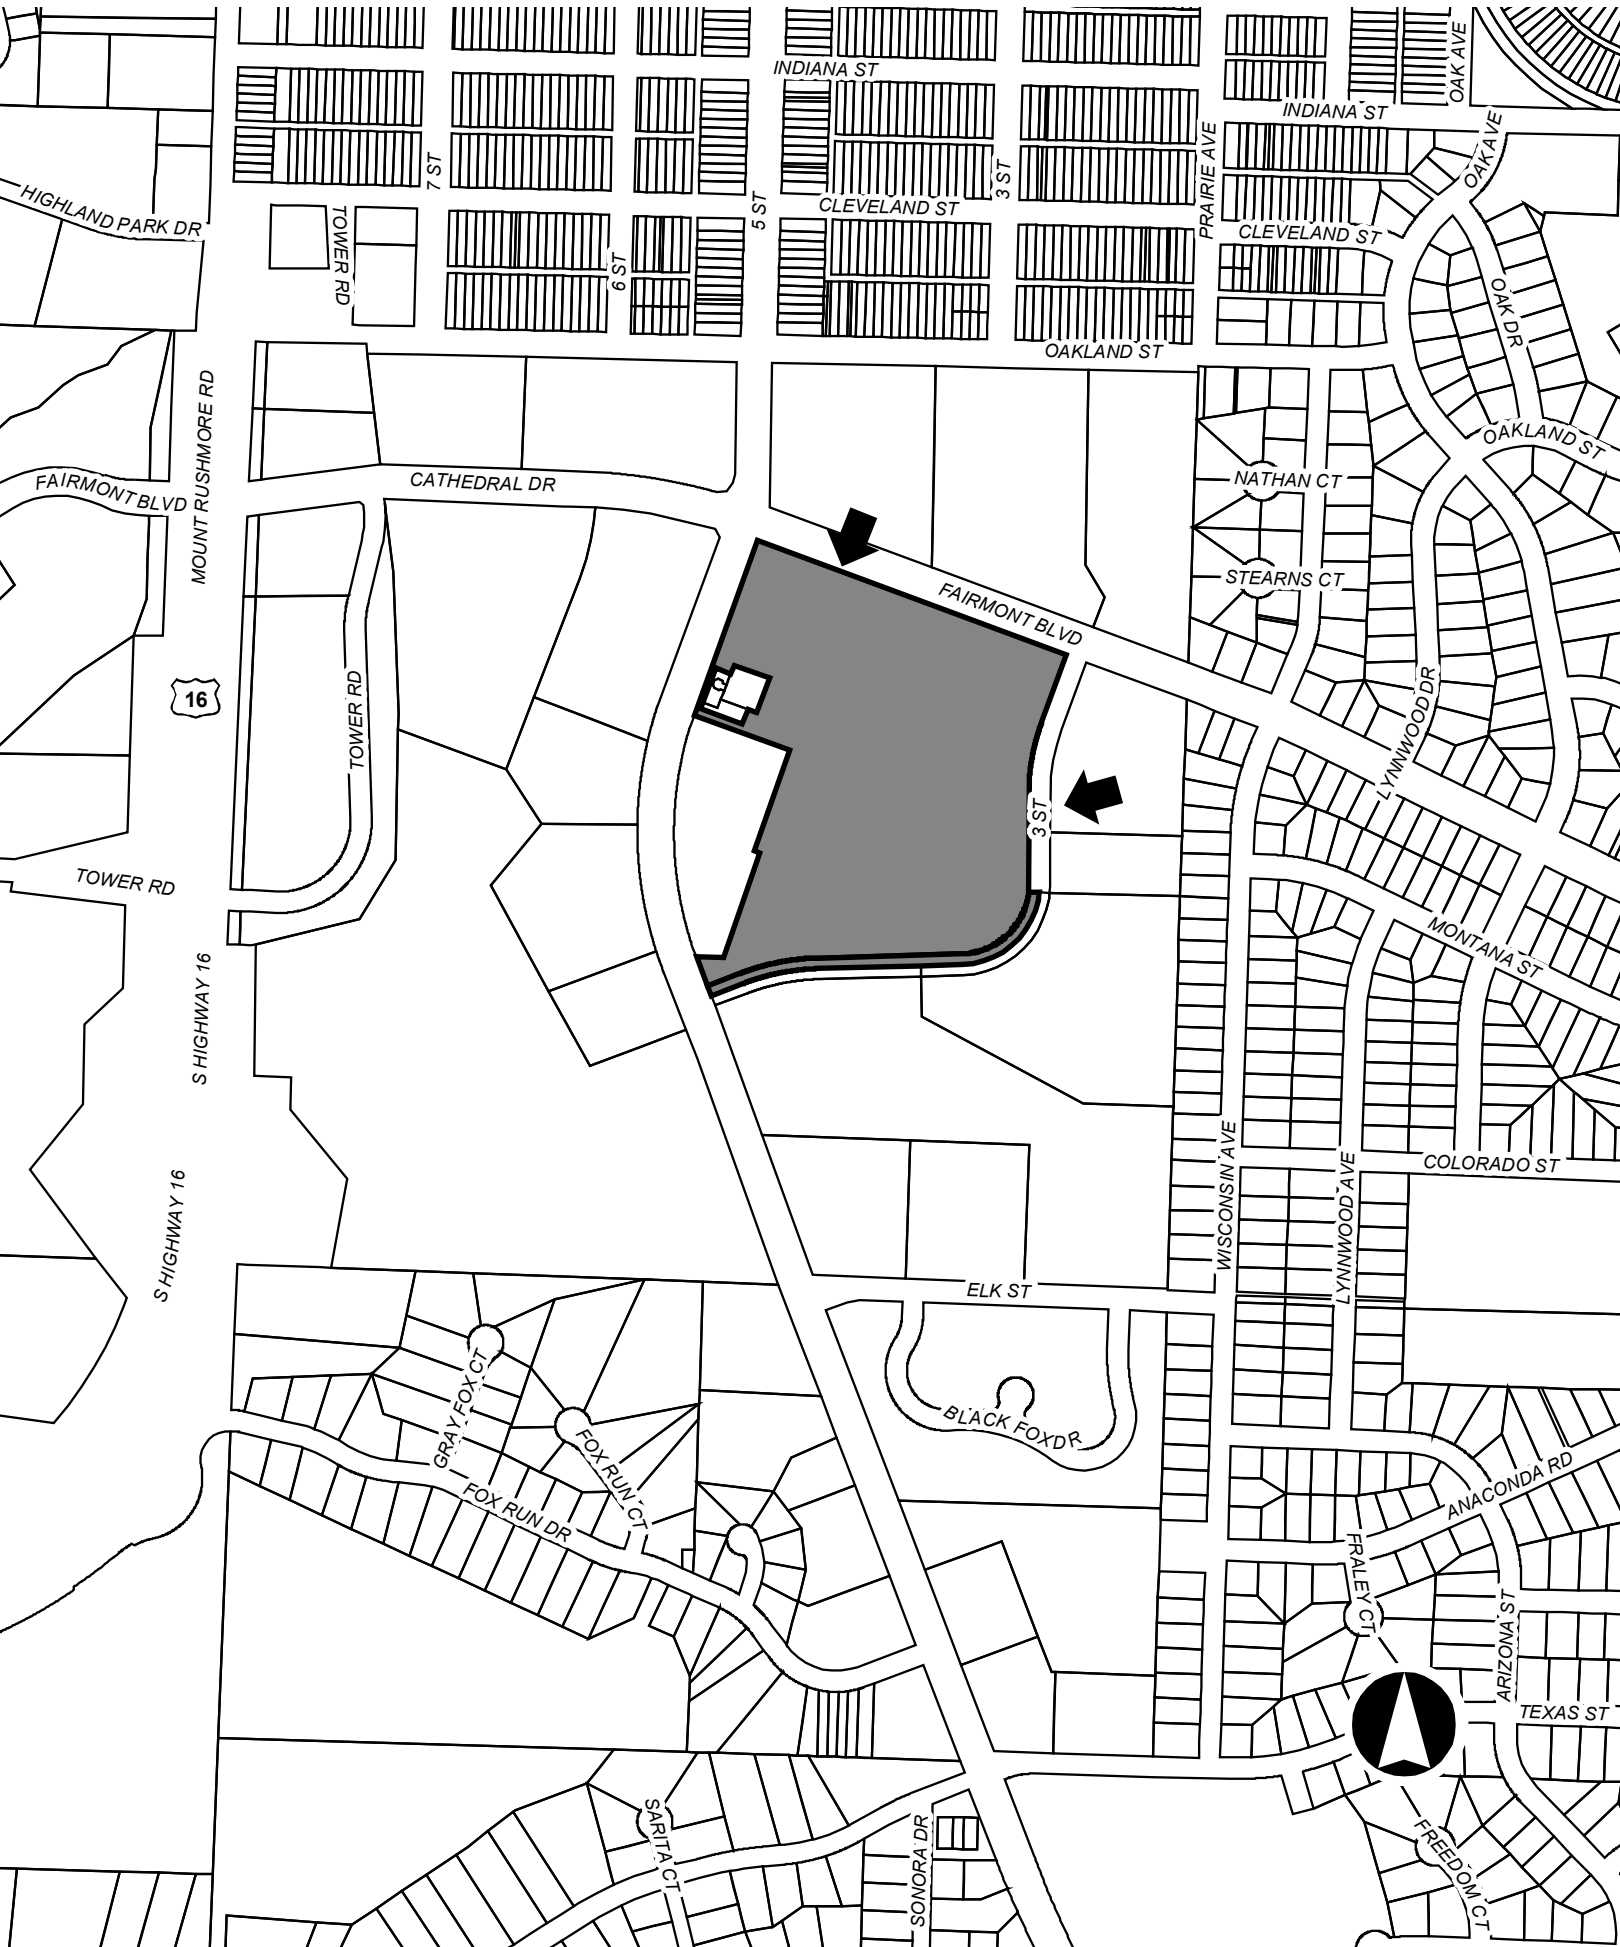 OAK AVE
INDIANA ST
INDIANA ST
OAK AVE
7 ST
3 ST
PRAIRIE AVE
HIGHLAND PARK DR
TOWER RD
5 ST
CLEVELAND ST
CLEVELAND ST
6 ST
OAK DR
OAKLAND ST
MOUNT RUSHMORE RD
OAKLAND ST
FAIRMONT BLVD
CATHEDRAL DR
NATHAN CT
STEARNS CT
FAIRMONT BLVD
16
TOWER RD
LYNNWOOD DR
3 ST
TOWER RD
MONTANA ST
S HIGHWAY 16
WISCONSIN AVE
LYNNWOOD AVE
COLORADO ST
S HIGHWAY 16
ELK ST
GRAY FOX CT
BLACK FOX DR
FOX RUN CT
ANACONDA RD
FOX RUN DR
FRALEY CT
ARIZONA ST
TEXAS ST
SARITA CT
SONORA DR
FREEDOM CT